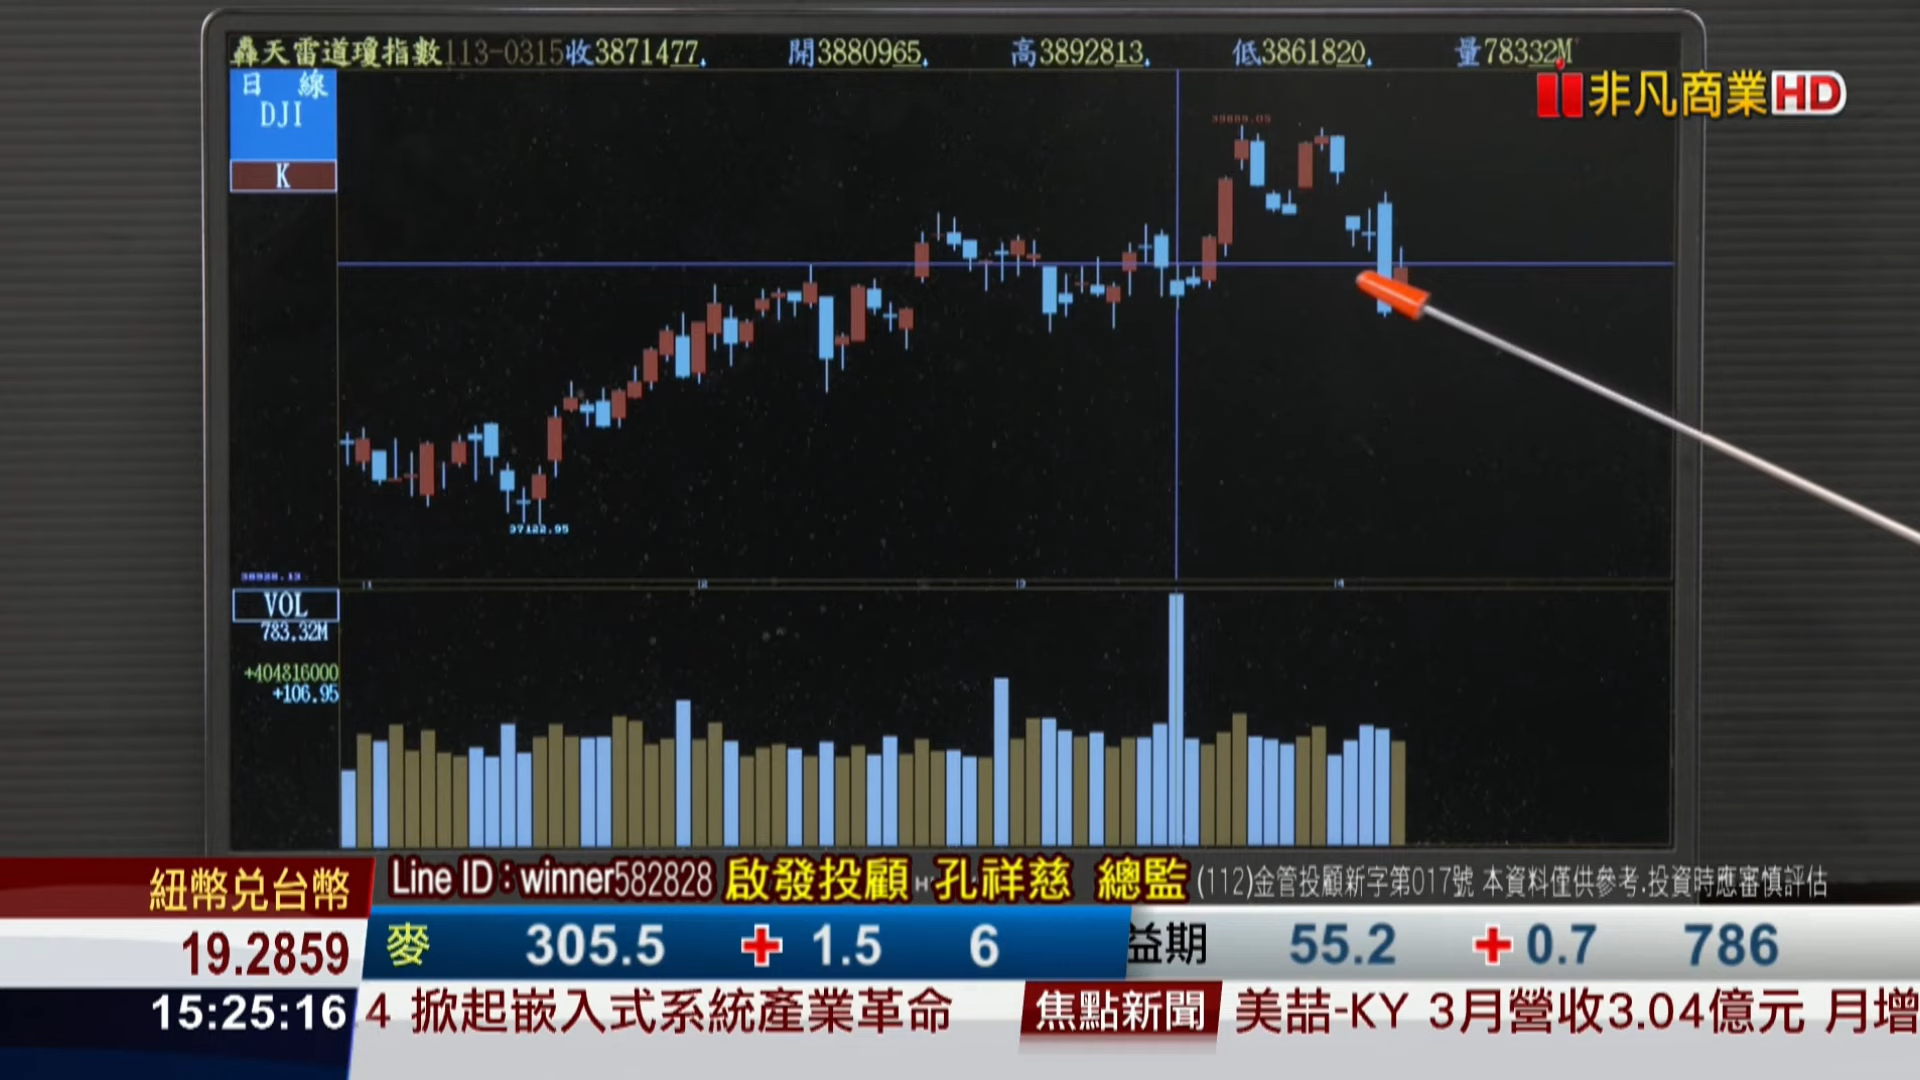 轟天雷道瓊指數113-0315收3871477 開3880965 高3892813 低3861820 量78332M
日 線
DJI
K
非凡商業HD
39889.05
37122.95
VOL
783.32M
+404816000
+106.95
紐幣兌台幣
19.2859
15:25:16
Line ID:winner582828 啟發投顧 孔祥慈 總監 (112)金管投顧新字第017號 本資料僅供參考.投資時應審慎評估
麥 305.5 + 1.5 6 益期 55.2 + 0.7 786
4 掀起嵌入式系統產業革命 焦點新聞 美喆-KY 3月營收3.04億元 月增